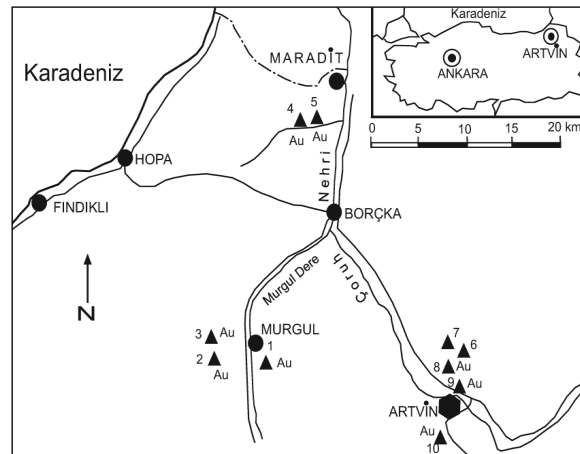 Karadeniz
ARTVİN
ANKARA
MARADİT
Karadeniz
0 5 10 15 20 km
4 5
Au Au
HOPA
Nehri
FINDIKLI
BORÇKA
Murgul Dere
Çoruh
N
3 Au
MURGUL
1
2 Au
Au
7
6
8 Au
9 Au
ARTVİN
Au
10